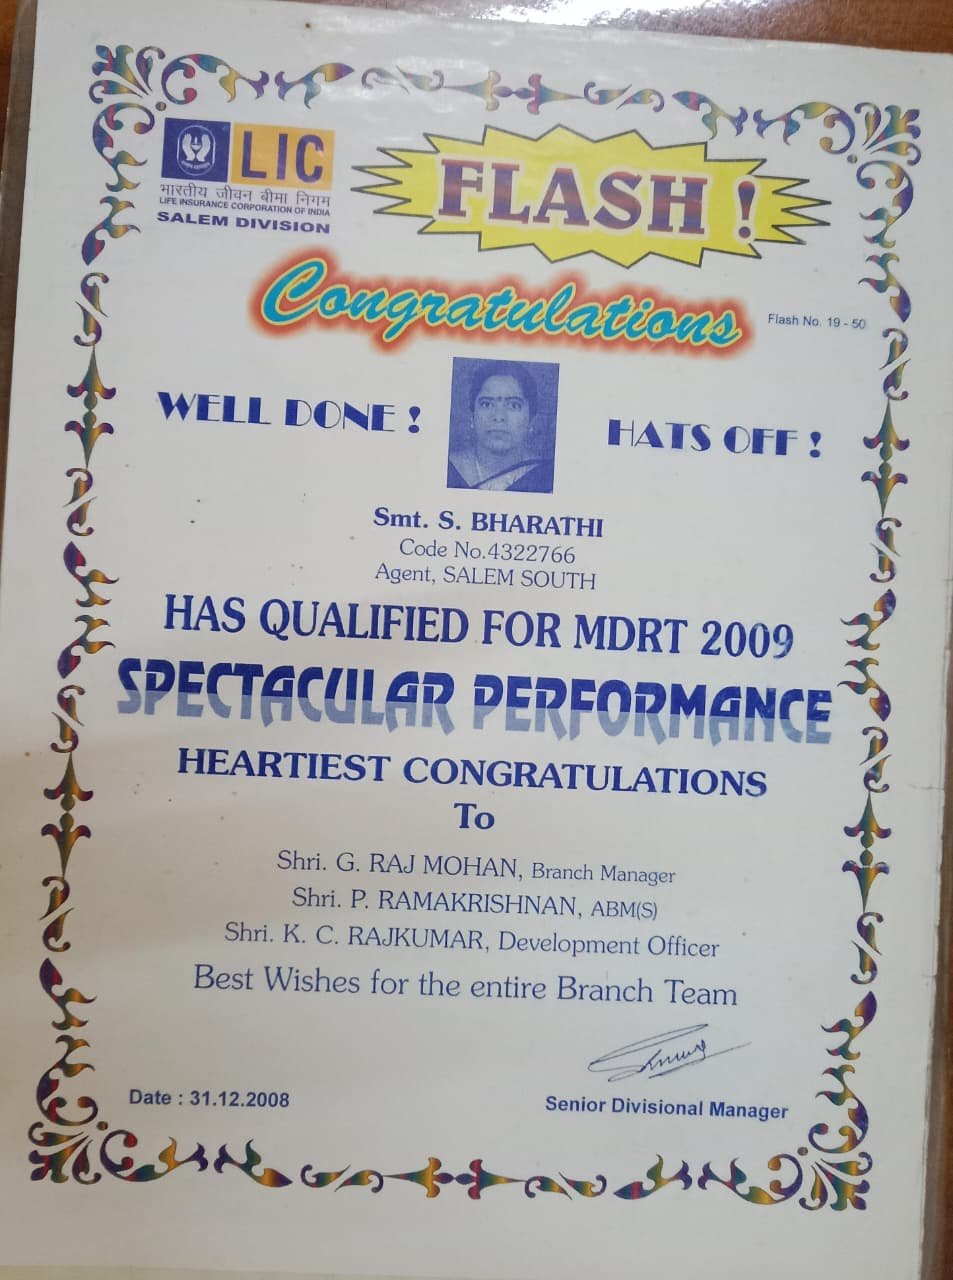 LIC
भारतीय जीवन बीमा निगम
LIFE INSURANCE CORPORATION OF INDIA
SALEM DIVISION
FLASH !
Congratulations
Flash No. 19 - 50
WELL DONE !
HATS OFF !
Smt. S. BHARATHI
Code No.4322766
Agent, SALEM SOUTH
HAS QUALIFIED FOR MDRT 2009
SPECTACULAR PERFORMANCE
HEARTIEST CONGRATULATIONS
To
Shri. G. RAJ MOHAN, Branch Manager
Shri. P. RAMAKRISHNAN, ABM(S)
Shri. K. C. RAJKUMAR, Development Officer
Best Wishes for the entire Branch Team
Date : 31.12.2008
Senior Divisional Manager